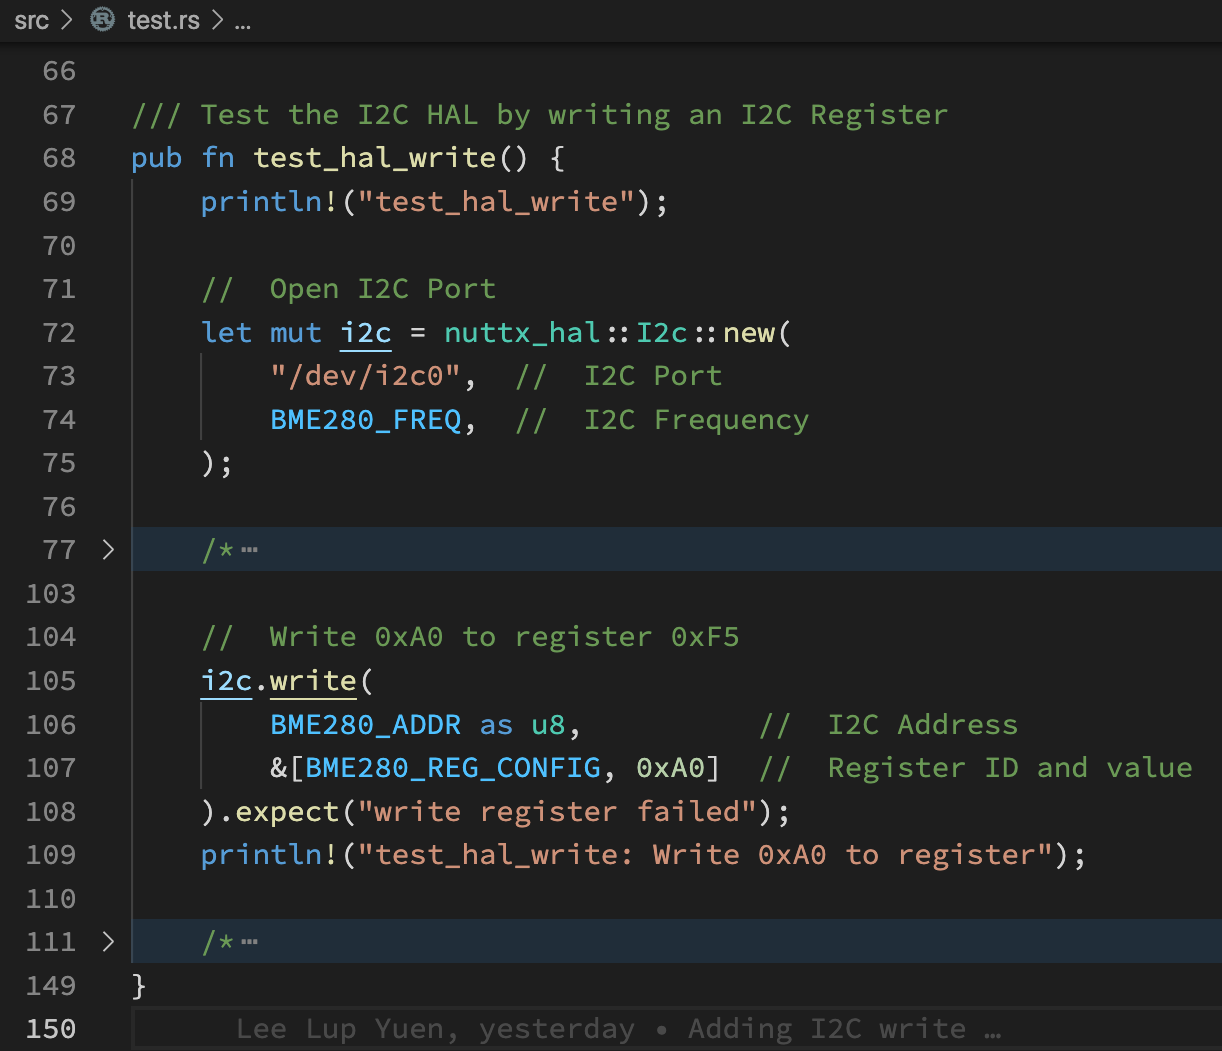 src > test.rs > ...
66
67 /// Test the I2C HAL by writing an I2C Register
68 pub fn test_hal_write() {
69     println!("test_hal_write");
70
71     //  Open I2C Port
72     let mut i2c = nuttx_hal::I2c::new(
73         "/dev/i2c0",  //  I2C Port
74         BME280_FREQ,  //  I2C Frequency
75     );
76
77 >     /* ⋯
103
104     //  Write 0xA0 to register 0xF5
105     i2c.write(
106         BME280_ADDR as u8,          //  I2C Address
107         &[BME280_REG_CONFIG, 0xA0]  //  Register ID and value
108     ).expect("write register failed");
109     println!("test_hal_write: Write 0xA0 to register");
110
111 >     /* ⋯
149 }
150       Lee Lup Yuen, yesterday • Adding I2C write …